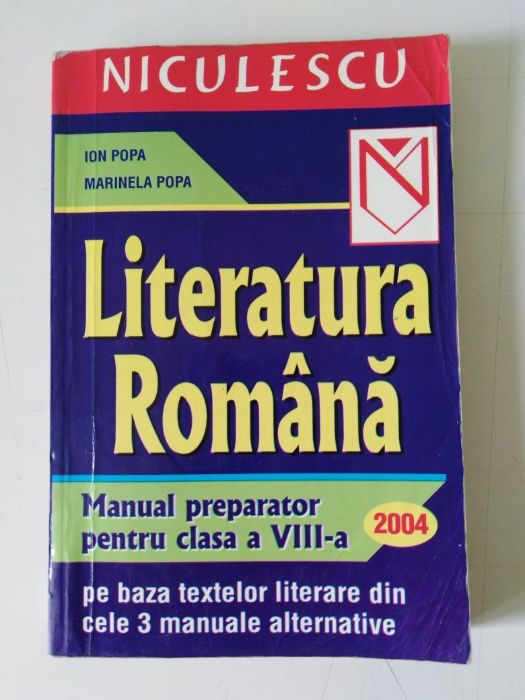 NICULESCU
ION POPA
MARINELA POPA
Literatura
Română
Manual preparator
pentru clasa a VIII-a
2004
pe baza textelor literare din
cele 3 manuale alternative